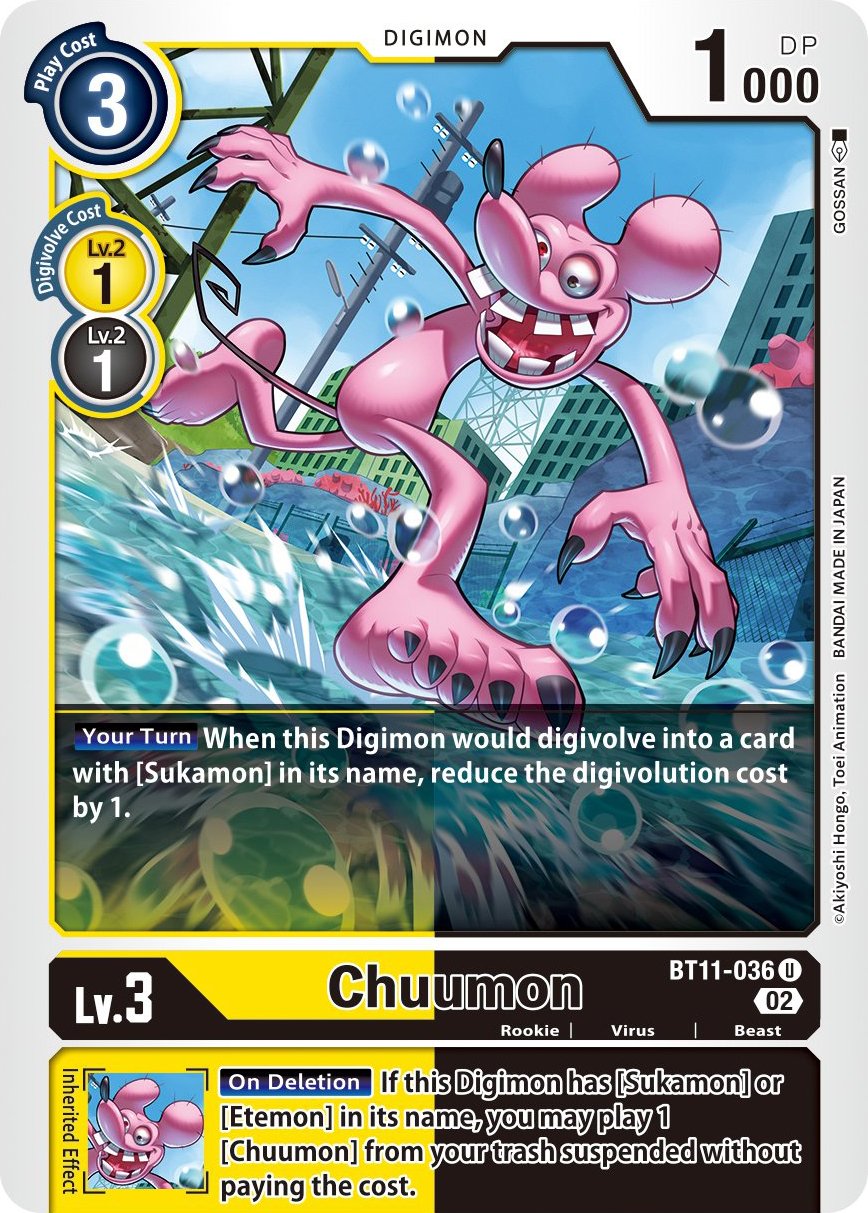 DIGIMON
Play Cost
3
DP
1000
Digivolve Cost
Lv.2
1
Lv.2
1
GOSSAN
BANDAI MADE IN JAPAN
©Akiyoshi Hongo, Toei Animation
Your Turn When this Digimon would digivolve into a card
with [Sukamon] in its name, reduce the digivolution cost
by 1.
Lv.3
Chuumon
BT11-036 U
02
Rookie | Virus | Beast
Inherited Effect
On Deletion If this Digimon has [Sukamon] or
[Etemon] in its name, you may play 1
[Chuumon] from your trash suspended without
paying the cost.